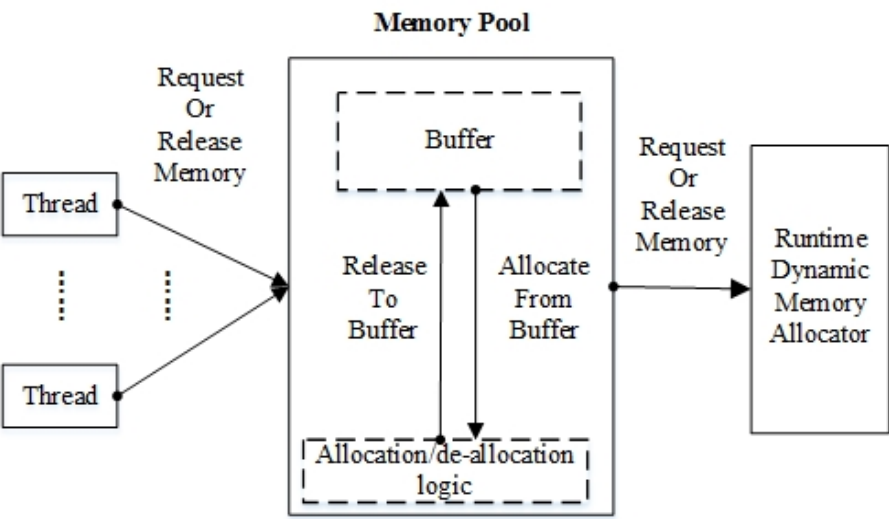 Memory Pool
Request
Or
Release
Memory
Thread
Thread
Buffer
Release
To
Buffer
Allocate
From
Buffer
Allocation/de-allocation
logic
Request
Or
Release
Memory
Runtime
Dynamic
Memory
Allocator